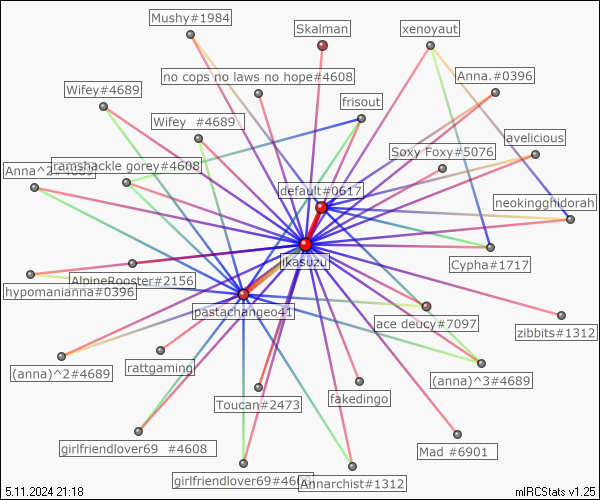 Mushy#1984
Skalman
xenoyaut
no cops no laws no hope#4608
Anna.#0396
Wifey#4689
frisout
Wifey  #4689
avelicious
Soxy Foxy#5076
Anna^2#4689
ramshackle gorey#4608
default#0617
neokingghidorah
ikasuzu
Cypha#1717
AlpineRooster#2156
hypomanianna#0396
pastachangeo41
ace deucy#7097
zibbits#1312
(anna)^2#4689
rattgaming
(anna)^3#4689
Toucan#2473
fakedingo
girlfriendlover69  #4608
Mad #6901
girlfriendlover69#4608
Annarchist#1312
5.11.2024 21:18
mIRCStats v1.25